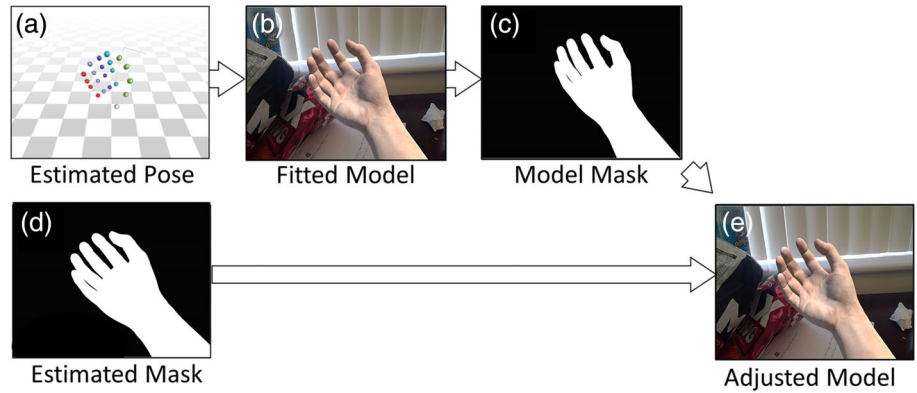 (a)
(b)
(c)
Estimated Pose
Fitted Model
Model Mask
(d)
(e)
Estimated Mask
Adjusted Model